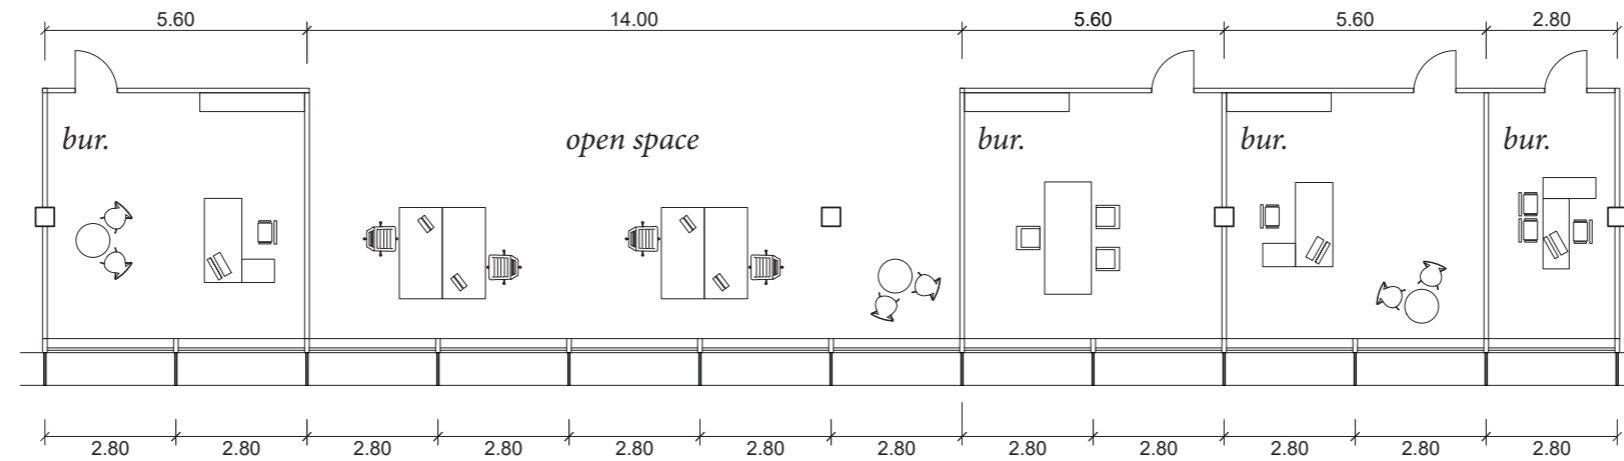 5.60 14.00 5.60 5.60 2.80
bur. open space bur. bur. bur.
2.80 2.80 2.80 2.80 2.80 2.80 2.80 2.80 2.80 2.80 2.80 2.80